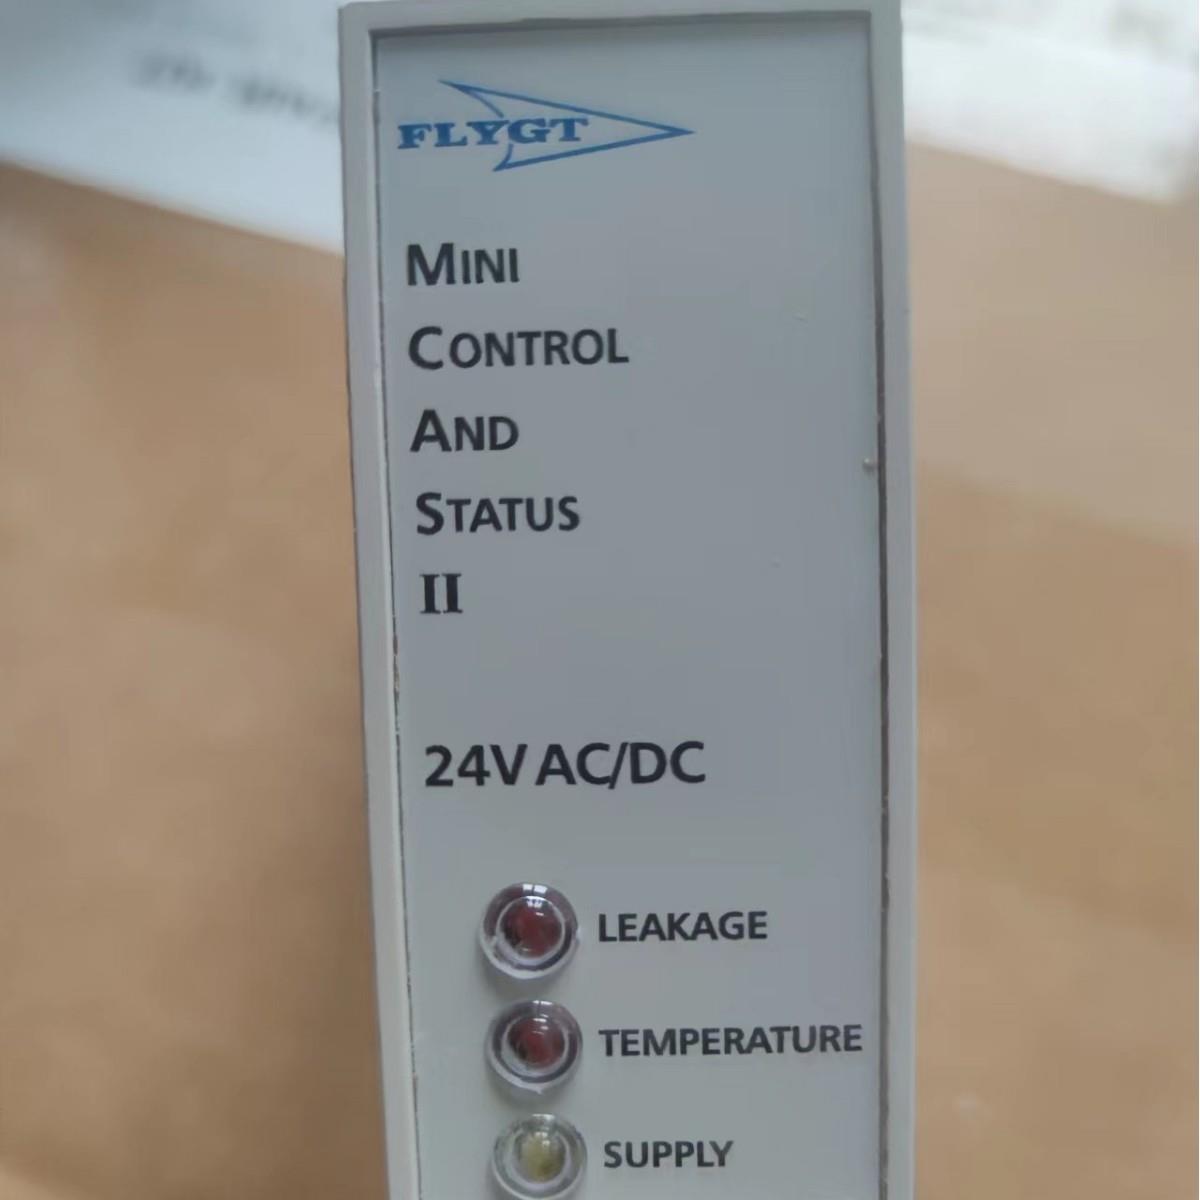 FLYGT
MINI
CONTROL
AND
STATUS
II
24V AC/DC
LEAKAGE
TEMPERATURE
SUPPLY